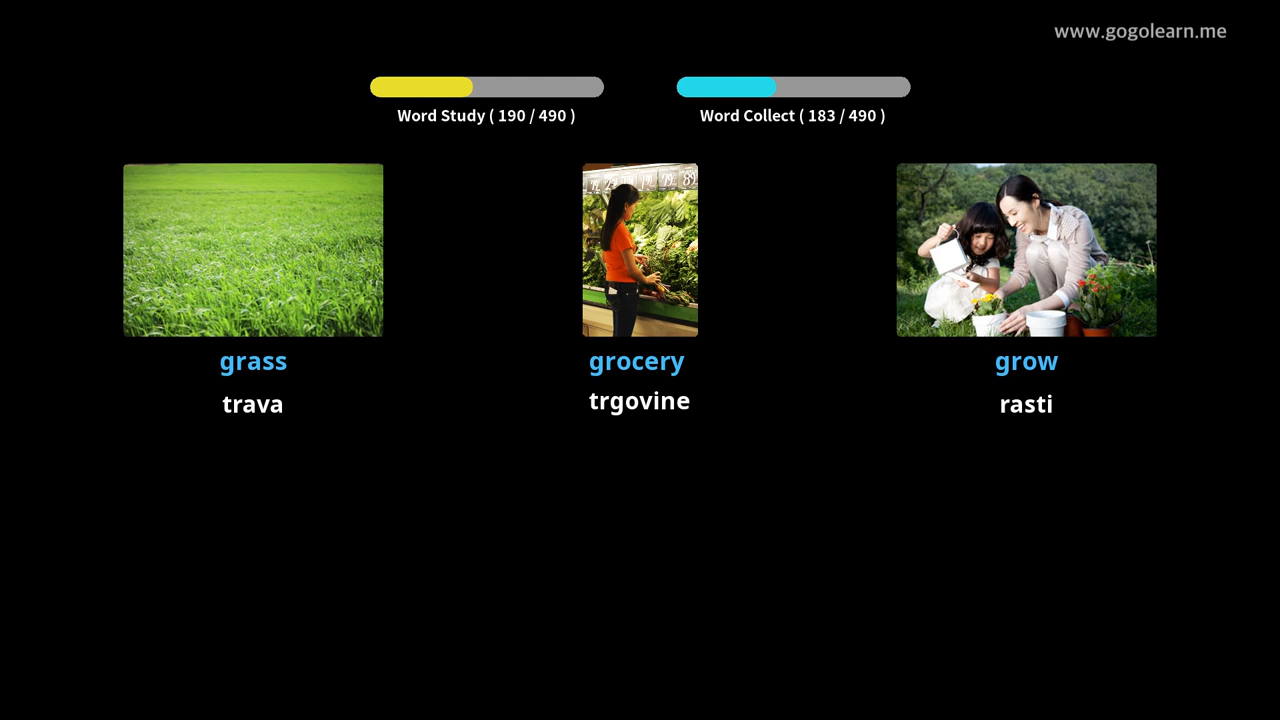 www.gogolearn.me
Word Study ( 190 / 490 )
Word Collect ( 183 / 490 )
grass
grocery
grow
trava
trgovine
rasti